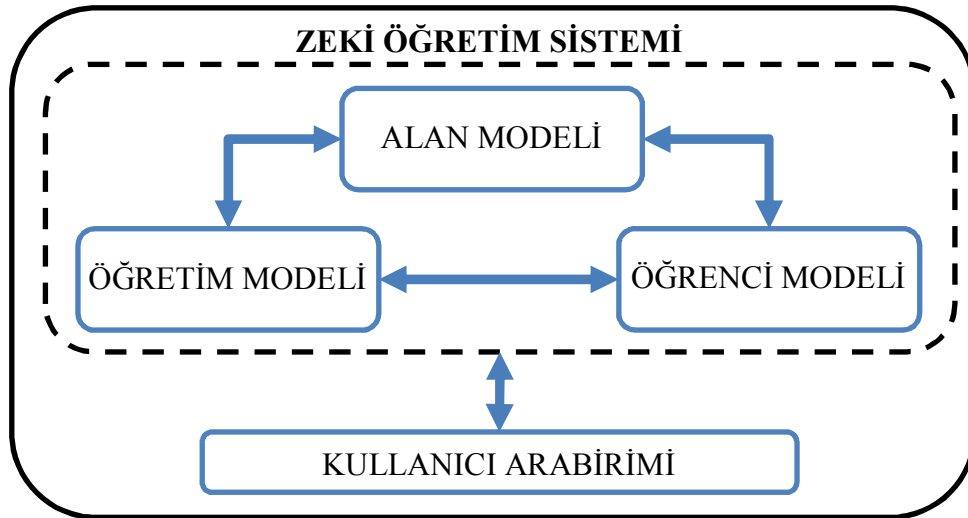 ZEKİ ÖĞRETİM SİSTEMİ
ALAN MODELİ
ÖĞRETİM MODELİ
ÖĞRENCİ MODELİ
KULLANICI ARABİRİMİ